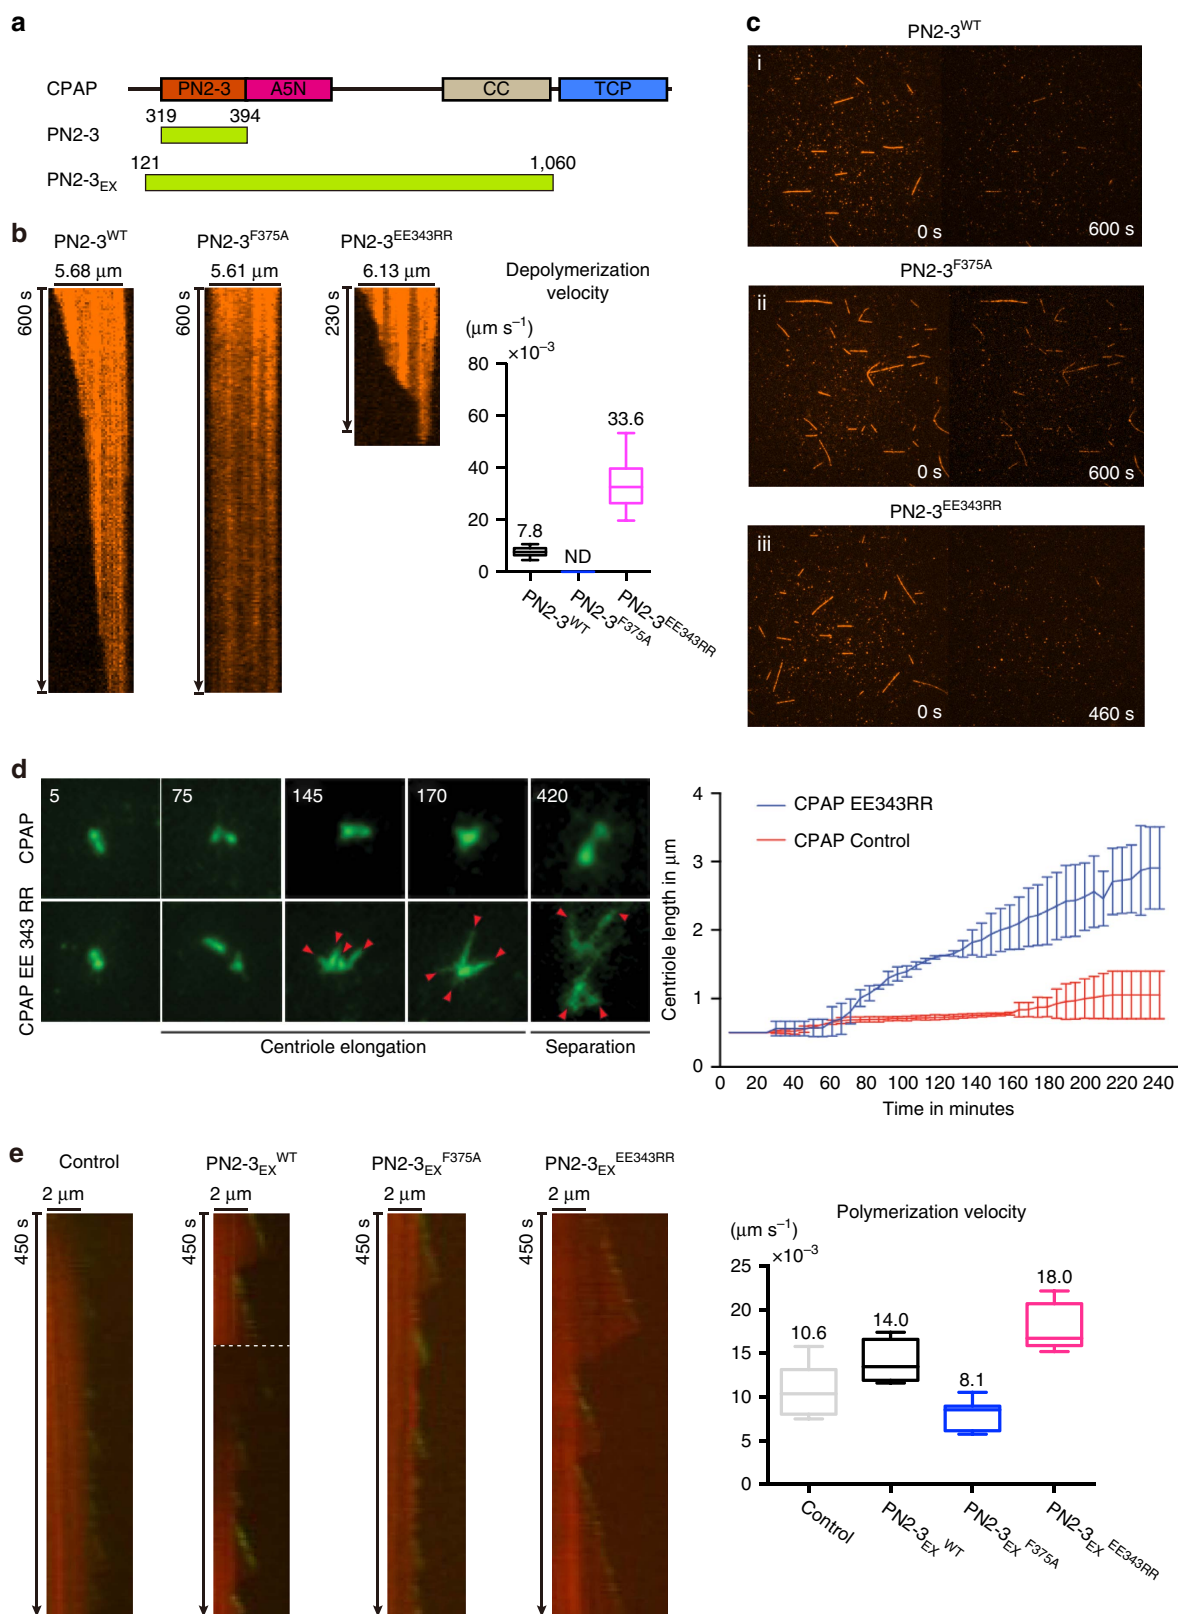 a
CPAP PN2-3 A5N CC TCP
319 394
PN2-3
121 1,060
PN2-3EX
b
PN2-3WT PN2-3F375A PN2-3EE343RR
5.68 µm 5.61 µm 6.13 µm
600 s 600 s 230 s
Depolymerization
velocity
(µm s−1)
×10−3
80
60
40
20
0
7.8
ND
33.6
PN2-3WT
PN2-3F375A
PN2-3EE343RR
c
PN2-3WT
i
0 s 600 s
PN2-3F375A
ii
0 s 600 s
PN2-3EE343RR
iii
0 s 460 s
d
CPAP
5 75 145 170 420
CPAP EE 343 RR
Centriole elongation Separation
Centriole length in µm
4
3
2
1
0
CPAP EE343RR
CPAP Control
0 20 40 60 80 100 120 140 160 180 200 220 240
Time in minutes
e
Control PN2-3EXWT PN2-3EXF375A PN2-3EXEE343RR
2 µm 2 µm 2 µm 2 µm
450 s 450 s 450 s 450 s
Polymerization velocity
(µm s−1)
×10−3
25
20
15
10
5
0
10.6
14.0
8.1
18.0
Control
PN2-3EXWT
PN2-3EXF375A
PN2-3EXEE343RR